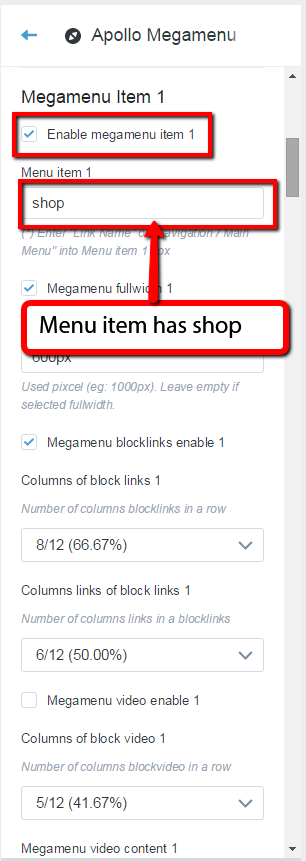 Apollo Megamenu
Megamenu Item 1
Enable megamenu item 1
Menu item 1
shop
(*) Enter "Link Name" of "Navigation / Main
Menu" into Menu item 1 box
Megamenu fullwidth 1
Menu item has shop
600px
Used pixcel (eg: 1000px). Leave empty if
selected fullwidth.
Megamenu blocklinks enable 1
Columns of block links 1
Number of columns blocklinks in a row
8/12 (66.67%)
Columns links of block links 1
Number of columns links in a blocklinks
6/12 (50.00%)
Megamenu video enable 1
Columns of block video 1
Number of columns blockvideo in a row
5/12 (41.67%)
Megamenu video content 1